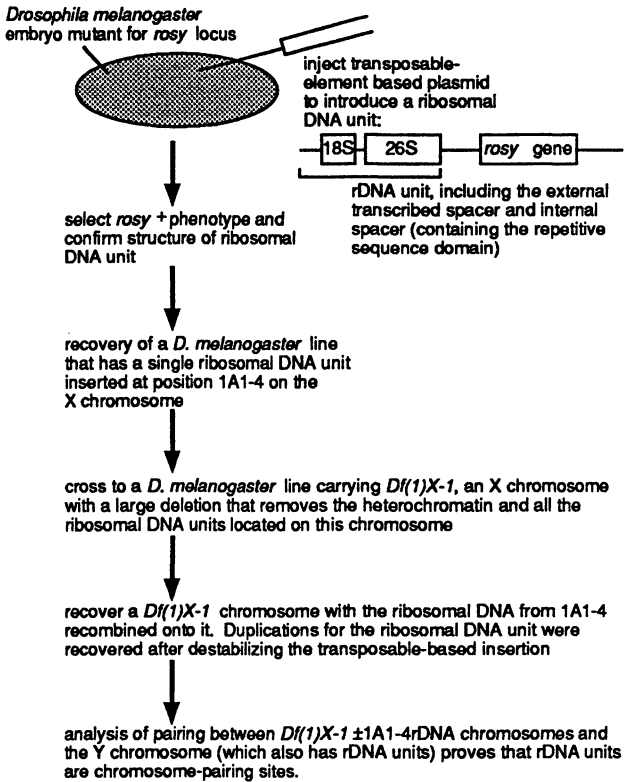 Drosophila melanogaster
embryo mutant for rosy locus
inject transposable-
element based plasmid
to introduce a ribosomal
DNA unit:
18S 26S rosy gene
rDNA unit, including the external
transcribed spacer and internal
spacer (containing the repetitive
sequence domain)
select rosy + phenotype and
confirm structure of ribosomal
DNA unit
recovery of a D. melanogaster line
that has a single ribosomal DNA unit
inserted at position 1A1-4 on the
X chromosome
cross to a D. melanogaster line carrying Df(1)X-1, an X chromosome
with a large deletion that removes the heterochromatin and all the
ribosomal DNA units located on this chromosome
recover a Df(1)X-1 chromosome with the ribosomal DNA from 1A1-4
recombined onto it. Duplications for the ribosomal DNA unit were
recovered after destabilizing the transposable-based insertion
analysis of pairing between Df(1)X-1 ±1A1-4rDNA chromosomes and
the Y chromosome (which also has rDNA units) proves that rDNA units
are chromosome-pairing sites.